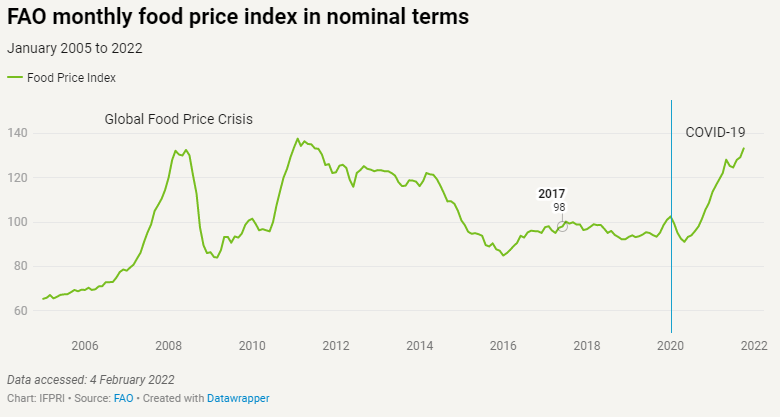 FAO monthly food price index in nominal terms
January 2005 to 2022
Food Price Index
Global Food Price Crisis
COVID-19
140
120
2017
98
100
80
60
2006 2008 2010 2012 2014 2016 2018 2020 2022
Data accessed: 4 February 2022
Chart: IFPRI • Source: FAO • Created with Datawrapper